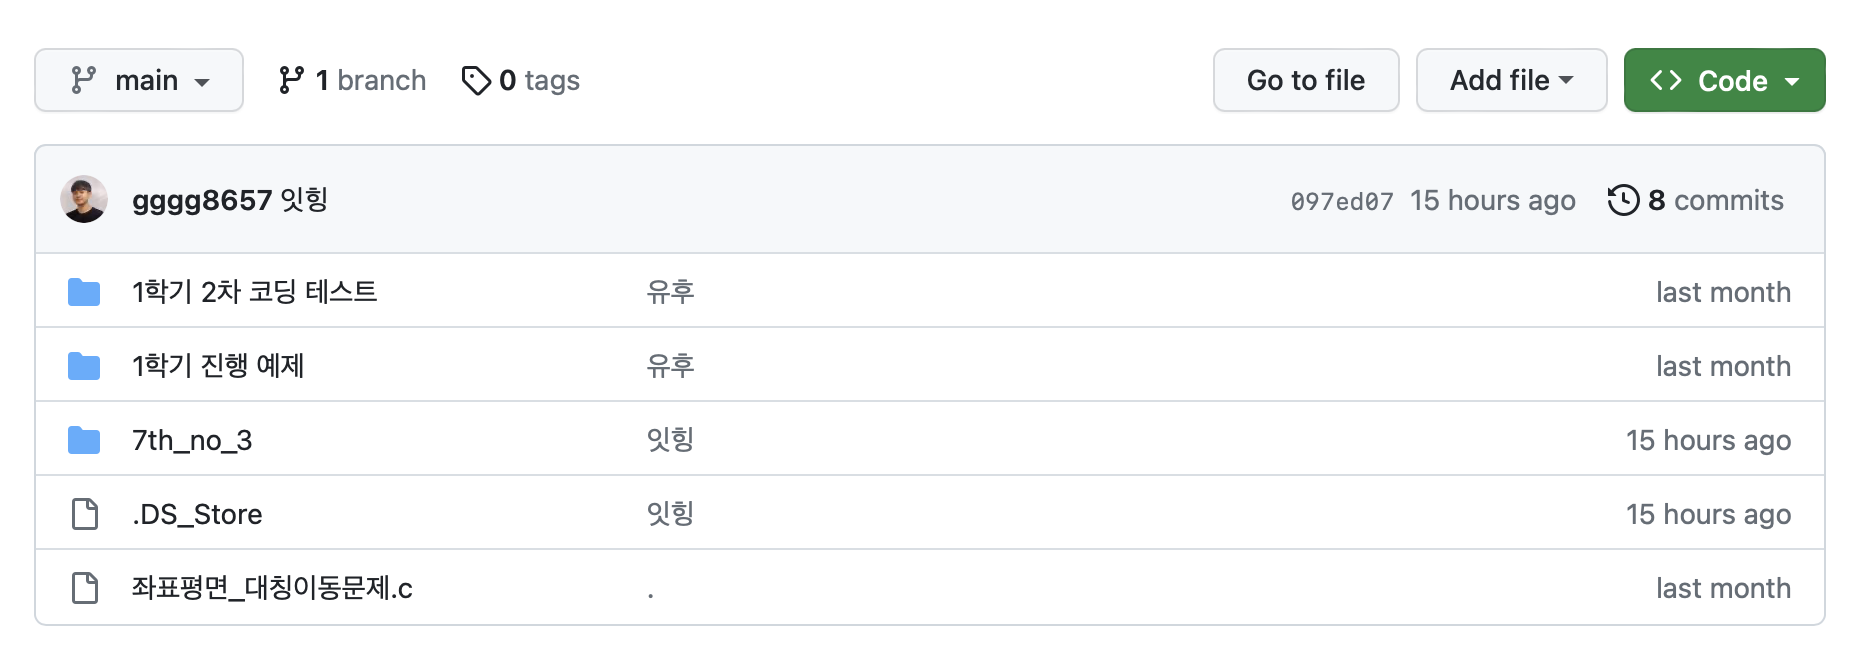 main 1 branch 0 tags Go to file Add file Code
gggg8657 잇힝 097ed07 15 hours ago 8 commits
1학기 2차 코딩 테스트 유후 last month
1학기 진행 예제 유후 last month
7th_no_3 잇힝 15 hours ago
.DS_Store 잇힝 15 hours ago
좌표평면_대칭이동문제.c . last month